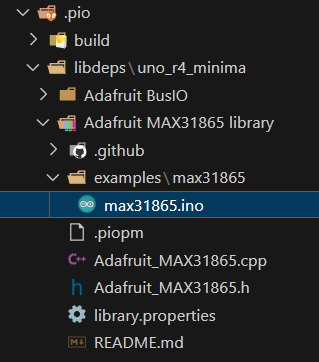 .pio
build
libdeps\uno_r4_minima
Adafruit BusIO
Adafruit MAX31865 library
.github
examples\max31865
max31865.ino
.piopm
Adafruit_MAX31865.cpp
Adafruit_MAX31865.h
library.properties
README.md